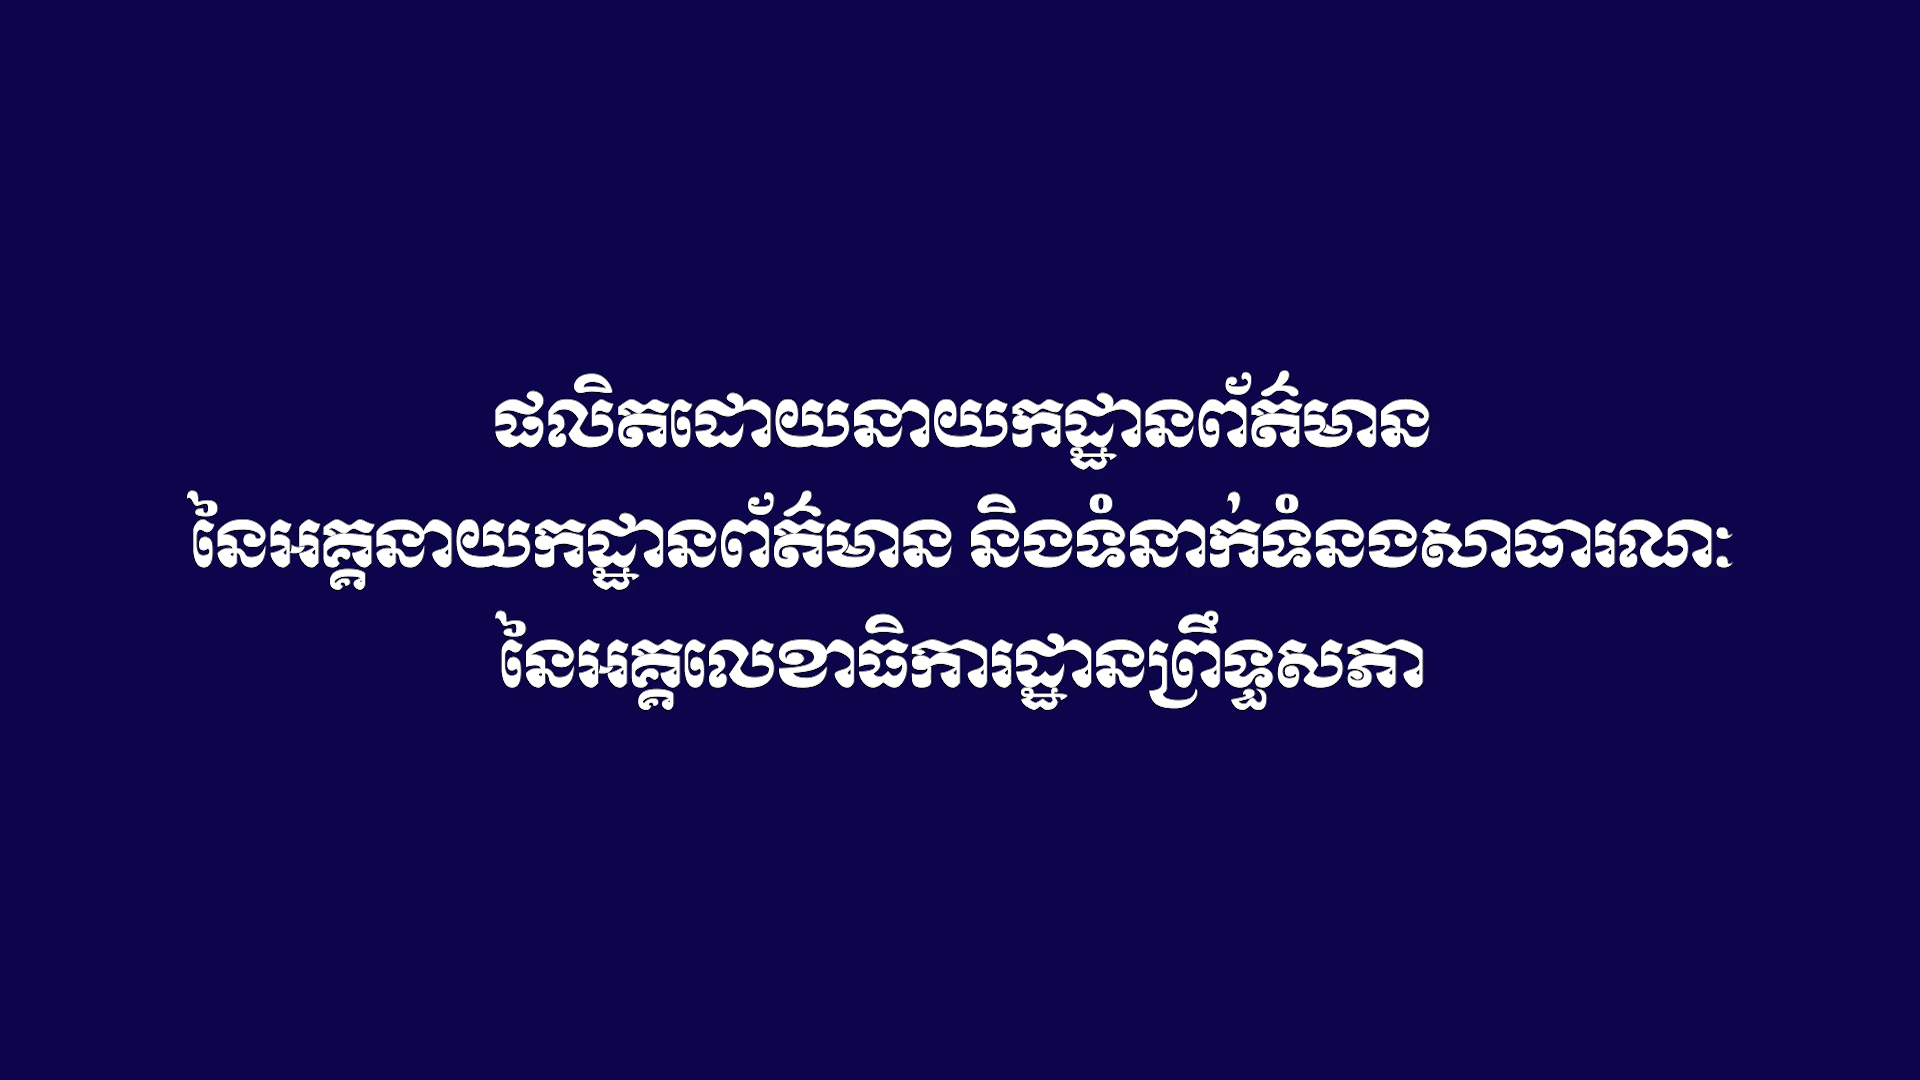 ផលិតដោយនាយកដ្ឋានព័ត៌មាន
នៃអគ្គនាយកដ្ឋានព័ត៌មាន និងទំនាក់ទំនងសាធារណៈ
នៃអគ្គលេខាធិការដ្ឋានព្រឹទ្ធសភា